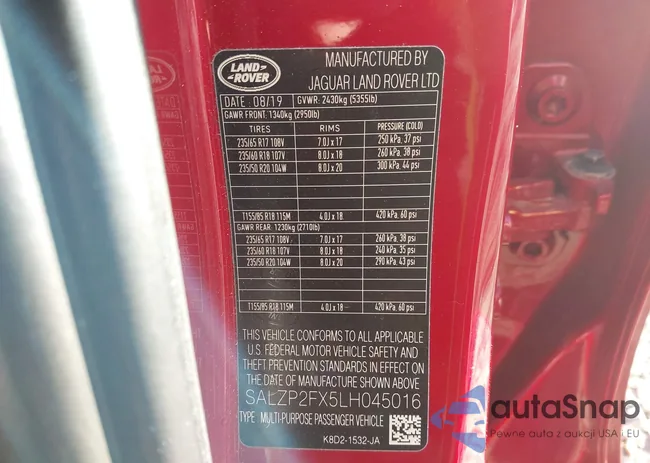 LAND
ROVER
MANUFACTURED BY
JAGUAR LAND ROVER LTD
DATE : 08/19 GVWR: 2430kg (5355lb)
GAWR FRONT: 1340kg (2950lb)
TIRES RIMS PRESSURE (COLD)
235/65 R17 108V 7.0J x 17 250 kPa, 37 psi
235/60 R18 107V 8.0J x 18 260 kPa, 38 psi
235/50 R20 104W 8.0J x 20 300 kPa, 44 psi
T155/85 R18 115M 4.0J x 18 420 kPa, 60 psi
GAWR REAR: 1230kg (2710lb)
235/65 R17 108V 7.0J x 17 260 kPa, 38 psi
235/60 R18 107V 8.0J x 18 240 kPa, 35 psi
235/50 R20 104W 8.0J x 20 290 kPa, 43 psi
T155/85 R18 115M 4.0J x 18 420 kPa, 60 psi
THIS VEHICLE CONFORMS TO ALL APPLICABLE
U.S. FEDERAL MOTOR VEHICLE SAFETY AND
THEFT PREVENTION STANDARDS IN EFFECT ON
THE DATE OF MANUFACTURE SHOWN ABOVE
SALZP2FX5LH045016
TYPE MULTI-PURPOSE PASSENGER VEHICLE
K8D2-1532-JA
autoSnap
Pewne auta z aukcji USA i EU